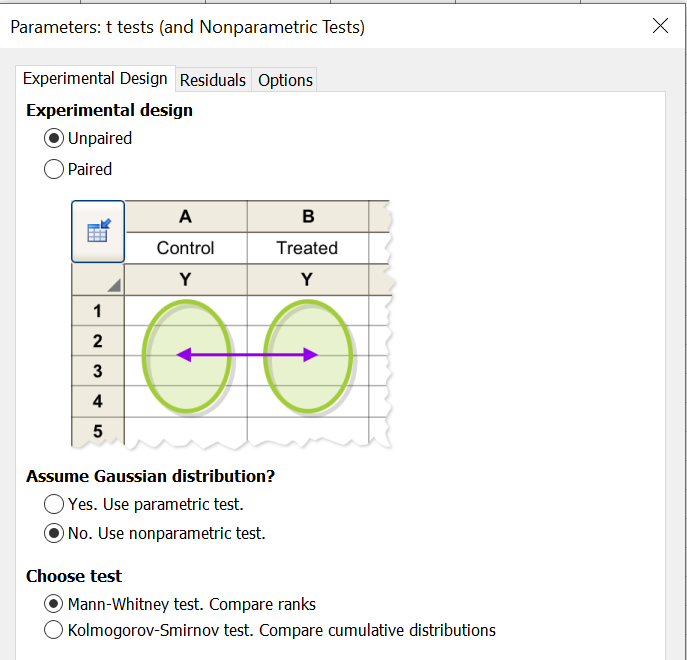 Parameters: t tests (and Nonparametric Tests)
Experimental Design Residuals Options
Experimental design
Unpaired
Paired
A B
Control Treated
Y Y
1
2
3
4
5
Assume Gaussian distribution?
Yes. Use parametric test.
No. Use nonparametric test.
Choose test
Mann-Whitney test. Compare ranks
Kolmogorov-Smirnov test. Compare cumulative distributions